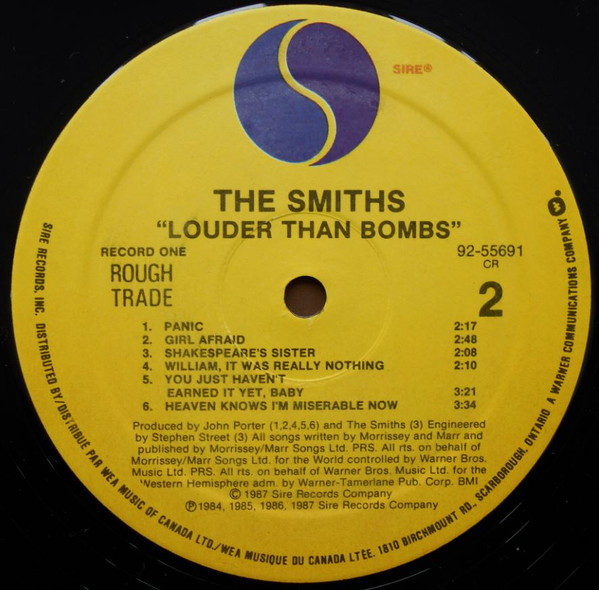 SIRE®
THE SMITHS
"LOUDER THAN BOMBS"
RECORD ONE
92-55691
CR
ROUGH
TRADE
2
1. PANIC 2:17
2. GIRL AFRAID 2:48
3. SHAKESPEARE'S SISTER 2:08
4. WILLIAM, IT WAS REALLY NOTHING 2:10
5. YOU JUST HAVEN'T
EARNED IT YET, BABY 3:21
6. HEAVEN KNOWS I'M MISERABLE NOW 3:34
Produced by John Porter (1,2,4,5,6) and The Smiths (3) Engineered
by Stephen Street (3) All songs written by Morrissey and Marr and
published by Morrissey/Marr Songs Ltd. PRS. All rts. on behalf of
Morrissey/Marr Songs Ltd. for the World controlled by Warner Bros.
Music Ltd. PRS. All rts. on behalf of Warner Bros. Music Ltd. for the
Western Hemisphere adm. by Warner-Tamerlane Pub. Corp. BMI
© 1987 Sire Records Company
℗ 1984, 1985, 1986, 1987 Sire Records Company
SIRE RECORDS, INC. DISTRIBUTED BY/DISTRIBUE PAR WEA MUSIC OF CANADA LTD./WEA MUSIQUE DU CANADA LTÉE. 1810 BIRCHMOUNT RD., SCARBOROUGH, ONTARIO A WARNER COMMUNICATIONS COMPANY